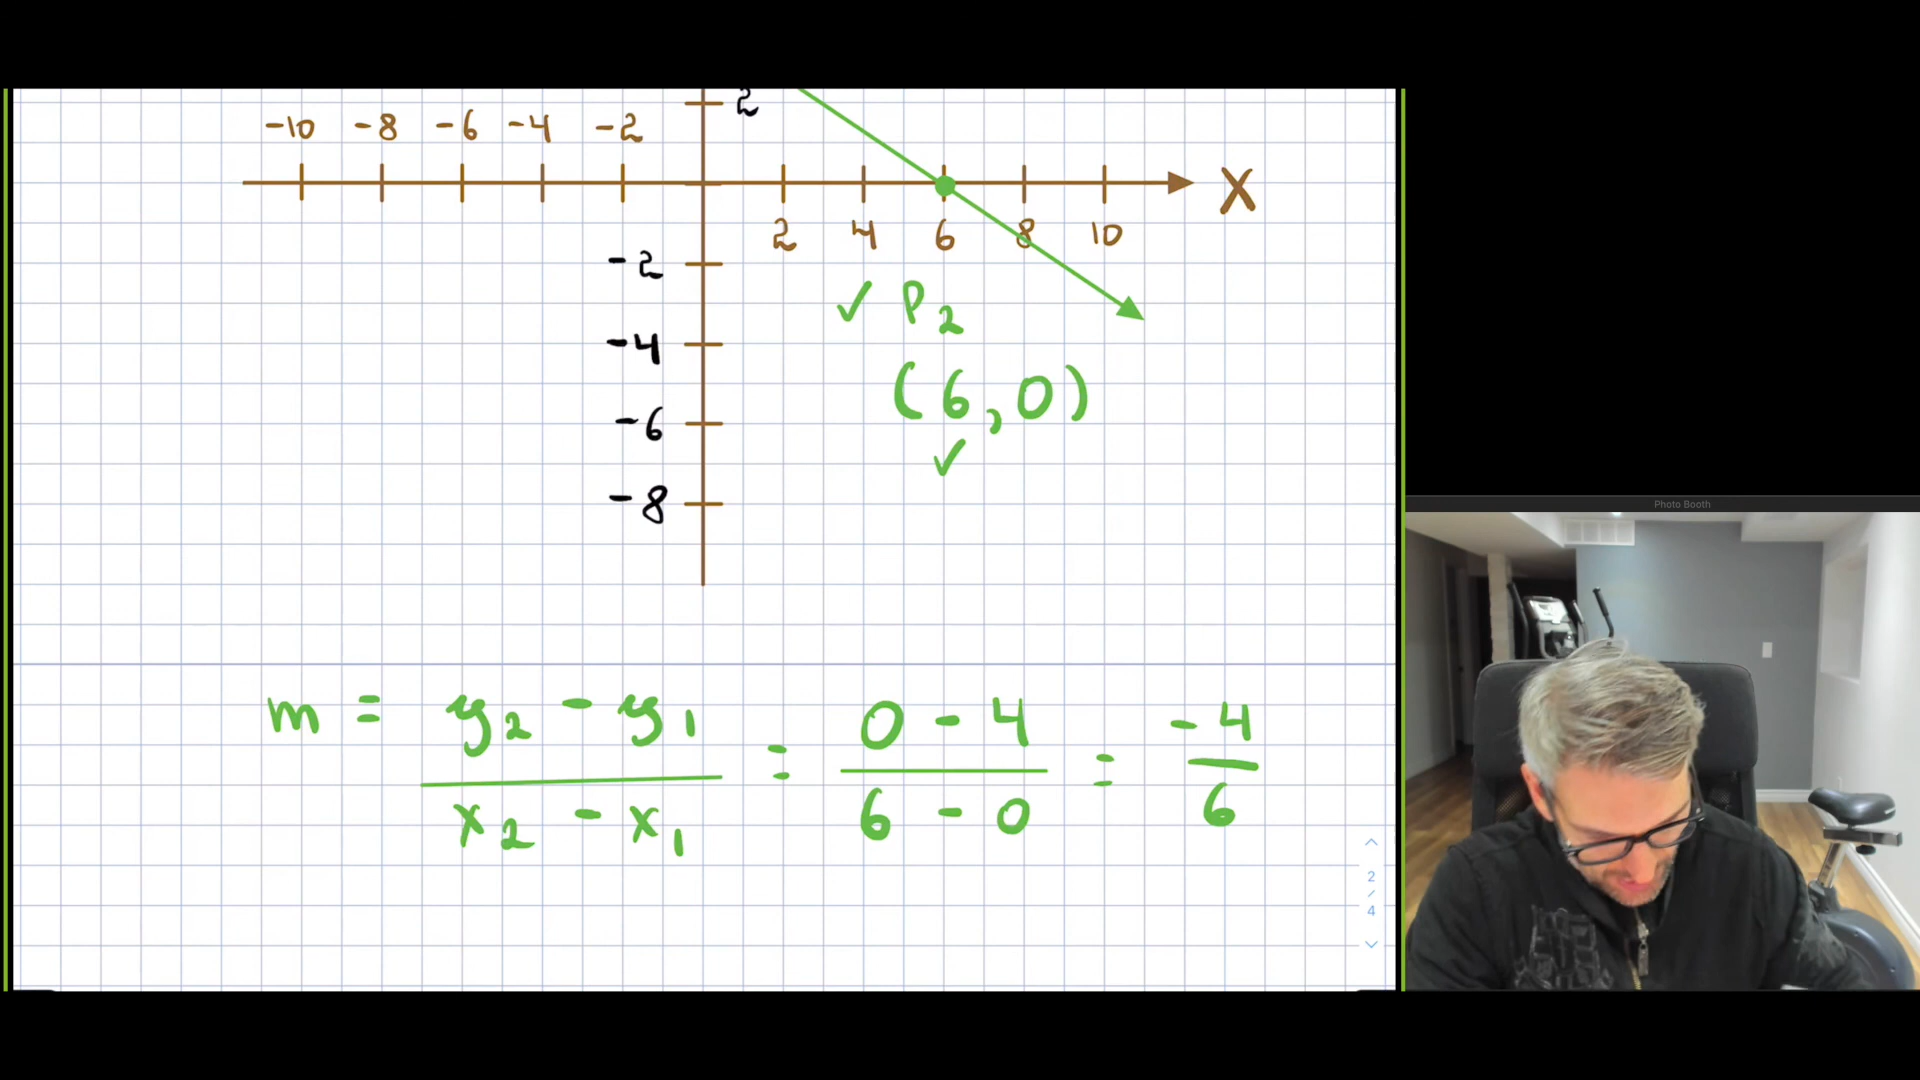 2
-10 -8 -6 -4 -2
X
2 4 6 8 10
-2
✓ P2
-4
(6,0)
-6
✓
-8
Photo Booth
m = y2 - y1 / x2 - x1 = 0 - 4 / 6 - 0 = -4 / 6
2
/
4